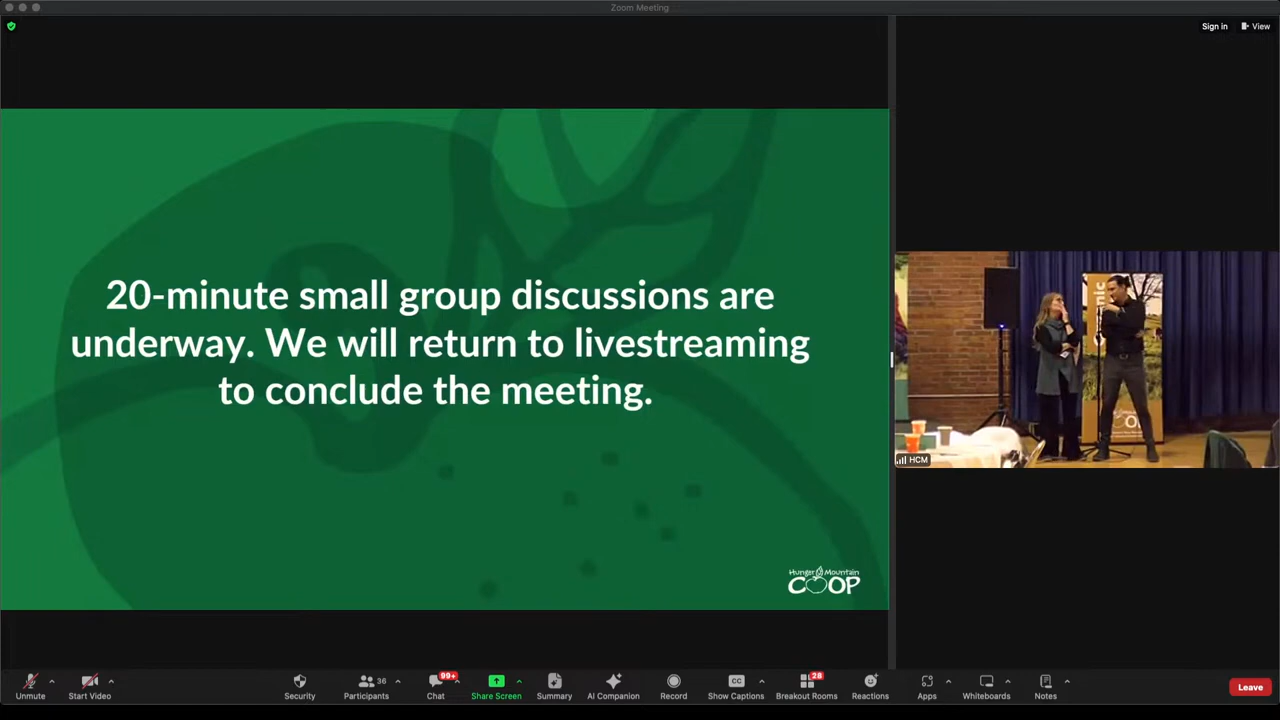 Zoom Meeting
Sign in
View
20-minute small group discussions are
underway. We will return to livestreaming
to conclude the meeting.
Hunger Mountain
COOP
HCM
Unmute
Start Video
Security
Participants
36
Chat
99+
Share Screen
Summary
AI Companion
Record
CC
Show Captions
Breakout Rooms
28
Reactions
Apps
Whiteboards
Notes
Leave